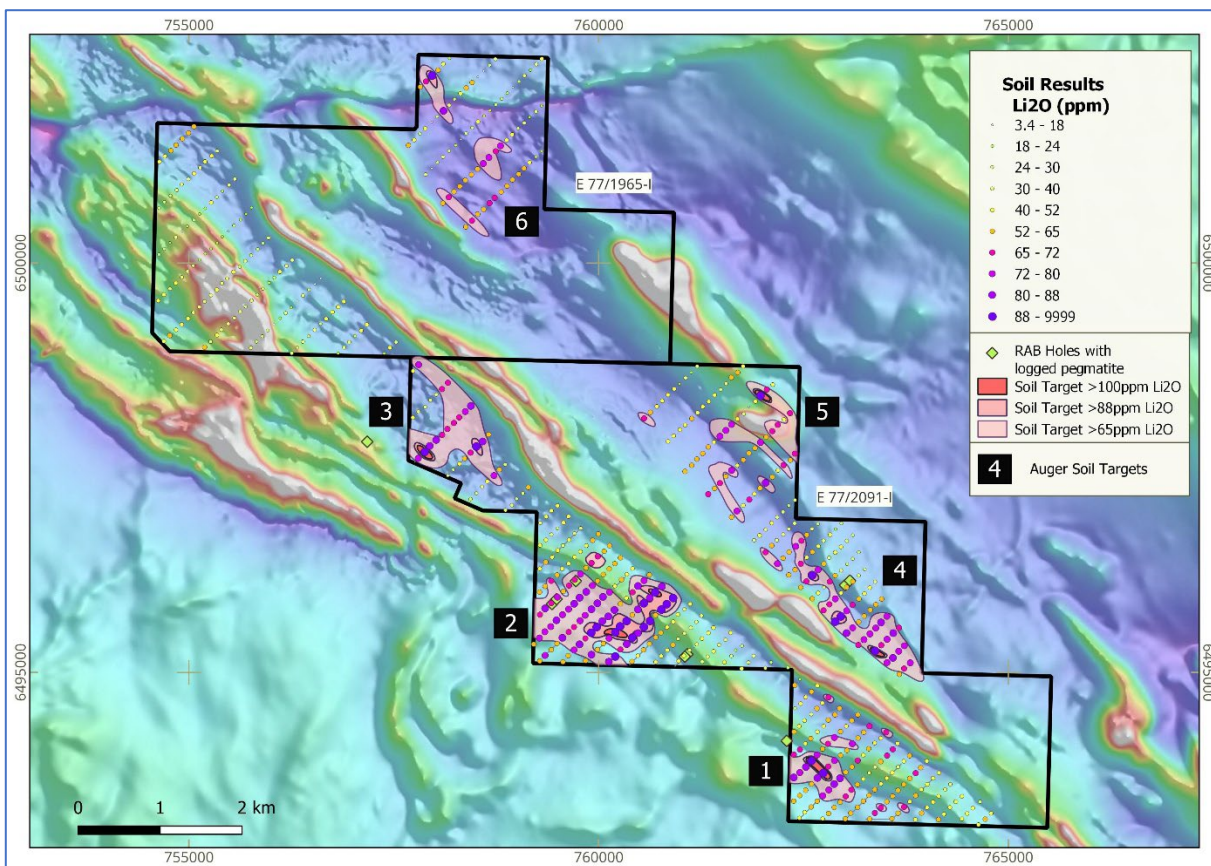 755000
760000
765000
Soil Results
Li2O (ppm)
3.4 - 18
18 - 24
24 - 30
30 - 40
40 - 52
52 - 65
65 - 72
72 - 80
80 - 88
88 - 9999
RAB Holes with
logged pegmatite
Soil Target >100ppm Li2O
Soil Target >88ppm Li2O
Soil Target >65ppm Li2O
4
Auger Soil Targets
E 77/1965-I
6
6500000
6500000
3
5
E 77/2091-I
4
2
6495000
6495000
1
0
1
2 km
755000
760000
765000